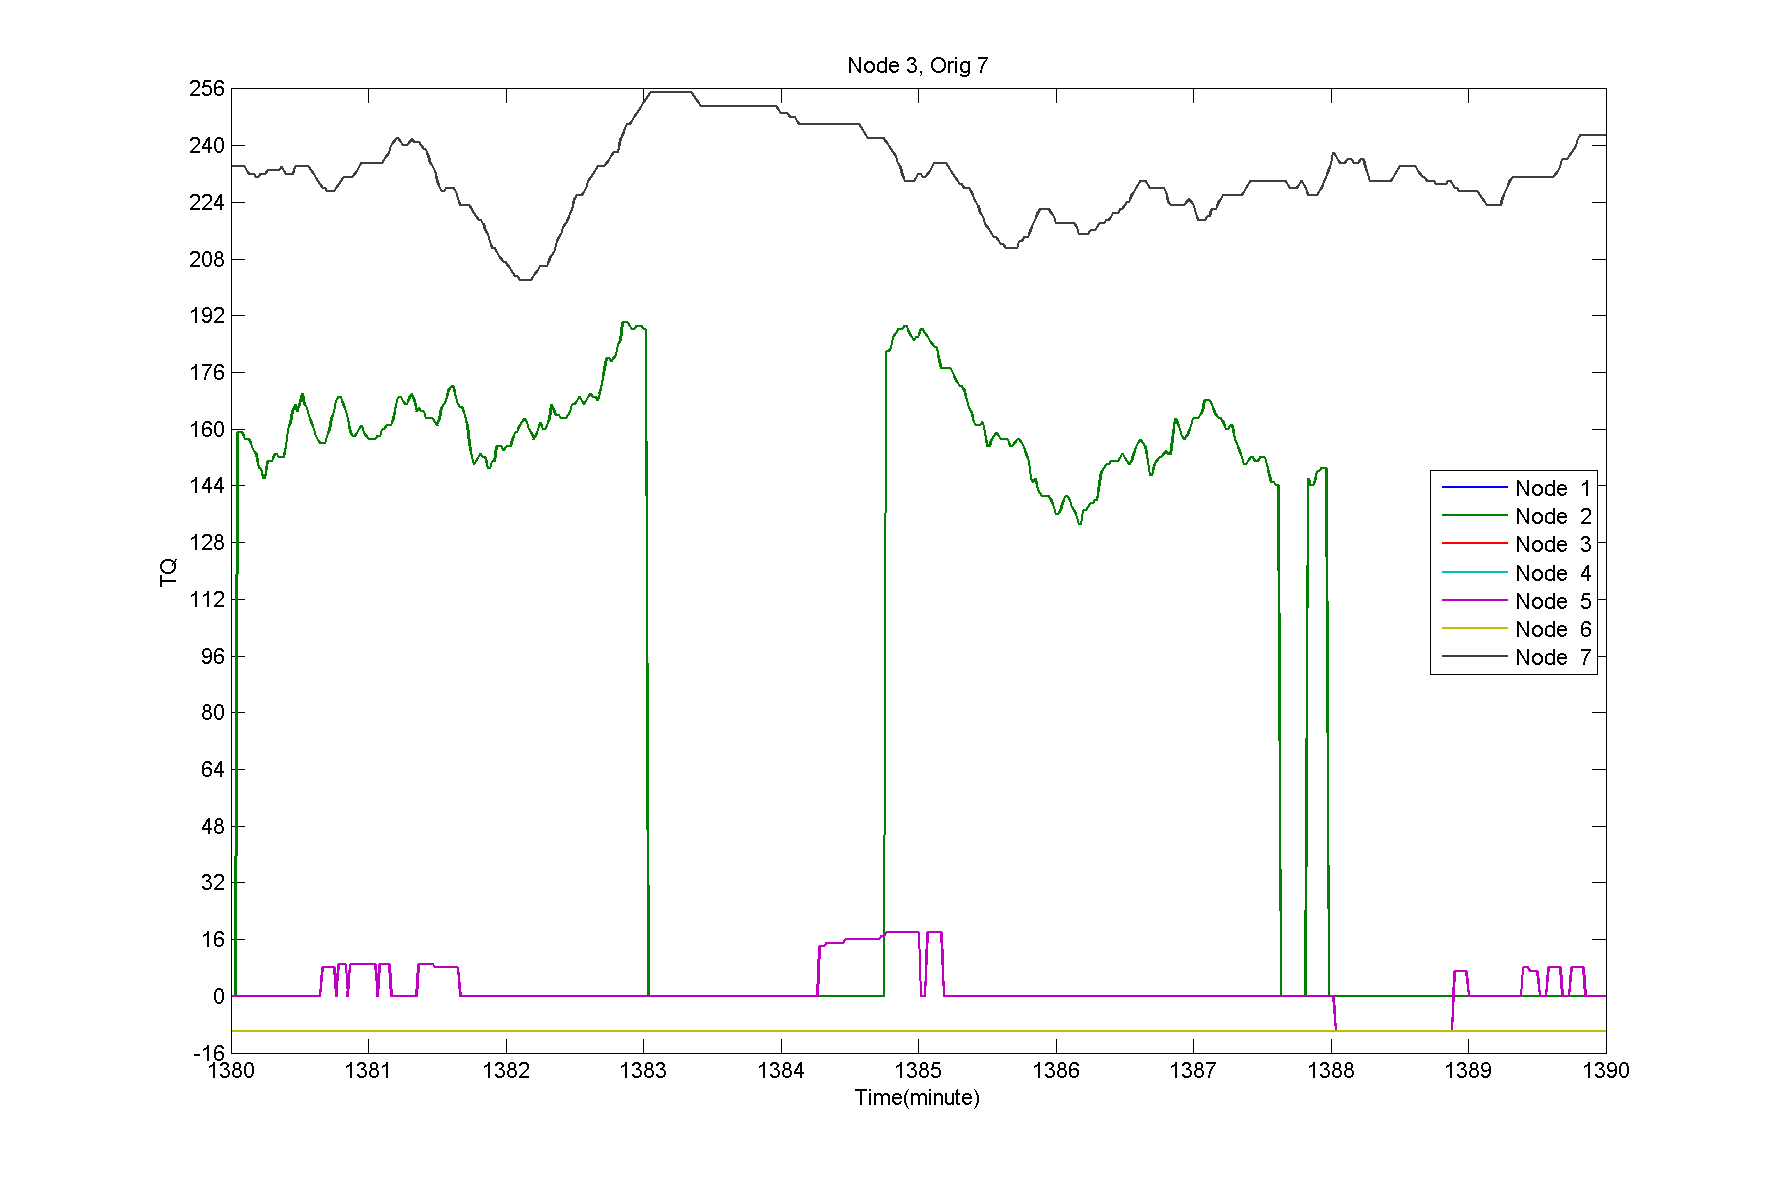 Node 3, Orig 7
256
240
224
208
192
176
160
144
128
112
96
80
64
48
32
16
0
-16
TQ
Node 1
Node 2
Node 3
Node 4
Node 5
Node 6
Node 7
1380 1381 1382 1383 1384 1385 1386 1387 1388 1389 1390
Time(minute)